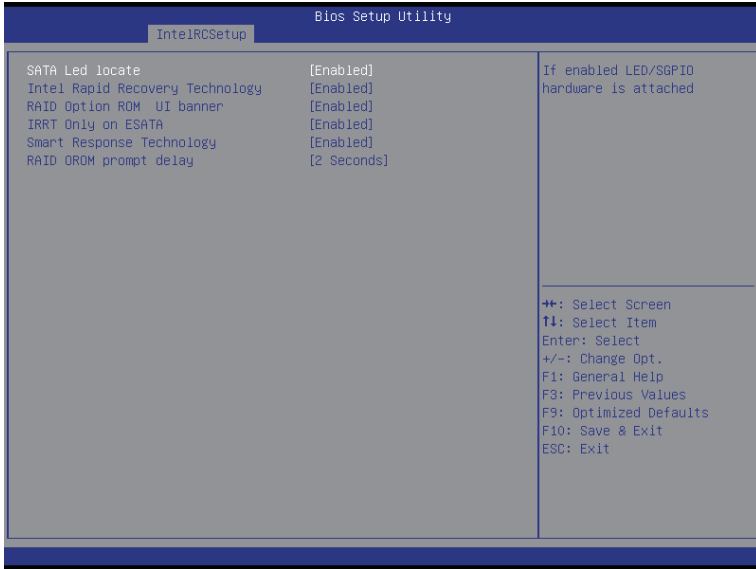 Bios Setup Utility
IntelRCSetup
SATA Led locate [Enabled]
Intel Rapid Recovery Technology [Enabled]
RAID Option ROM UI banner [Enabled]
IRRT Only on ESATA [Enabled]
Smart Response Technology [Enabled]
RAID OROM prompt delay [2 Seconds]
If enabled LED/SGPIO
hardware is attached
→←: Select Screen
↑↓: Select Item
Enter: Select
+/-: Change Opt.
F1: General Help
F3: Previous Values
F9: Optimized Defaults
F10: Save & Exit
ESC: Exit